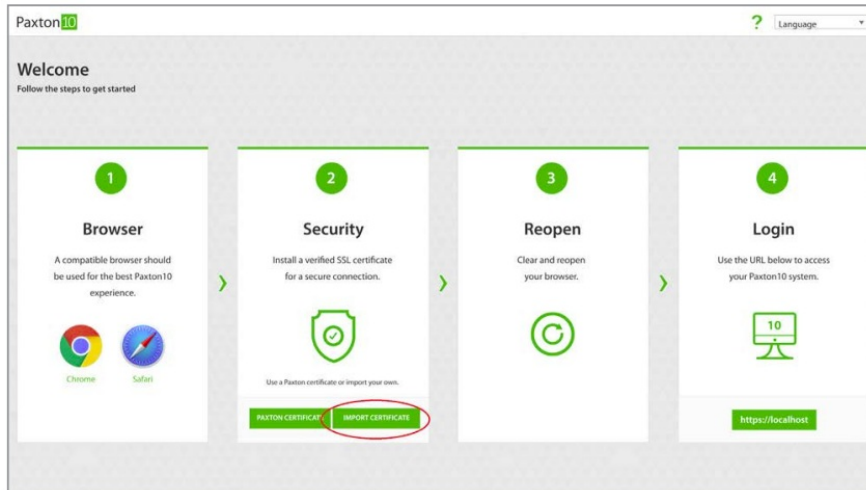 Paxton10
? Language
Welcome
Follow the steps to get started
1
Browser
A compatible browser should
be used for the best Paxton10
experience.
Chrome Safari
2
Security
Install a verified SSL certificate
for a secure connection.
Use a Paxton certificate or import your own.
PAXTON CERTIFICATE IMPORT CERTIFICATE
3
Reopen
Clear and reopen
your browser.
4
Login
Use the URL below to access
your Paxton10 system.
10
https://localhost